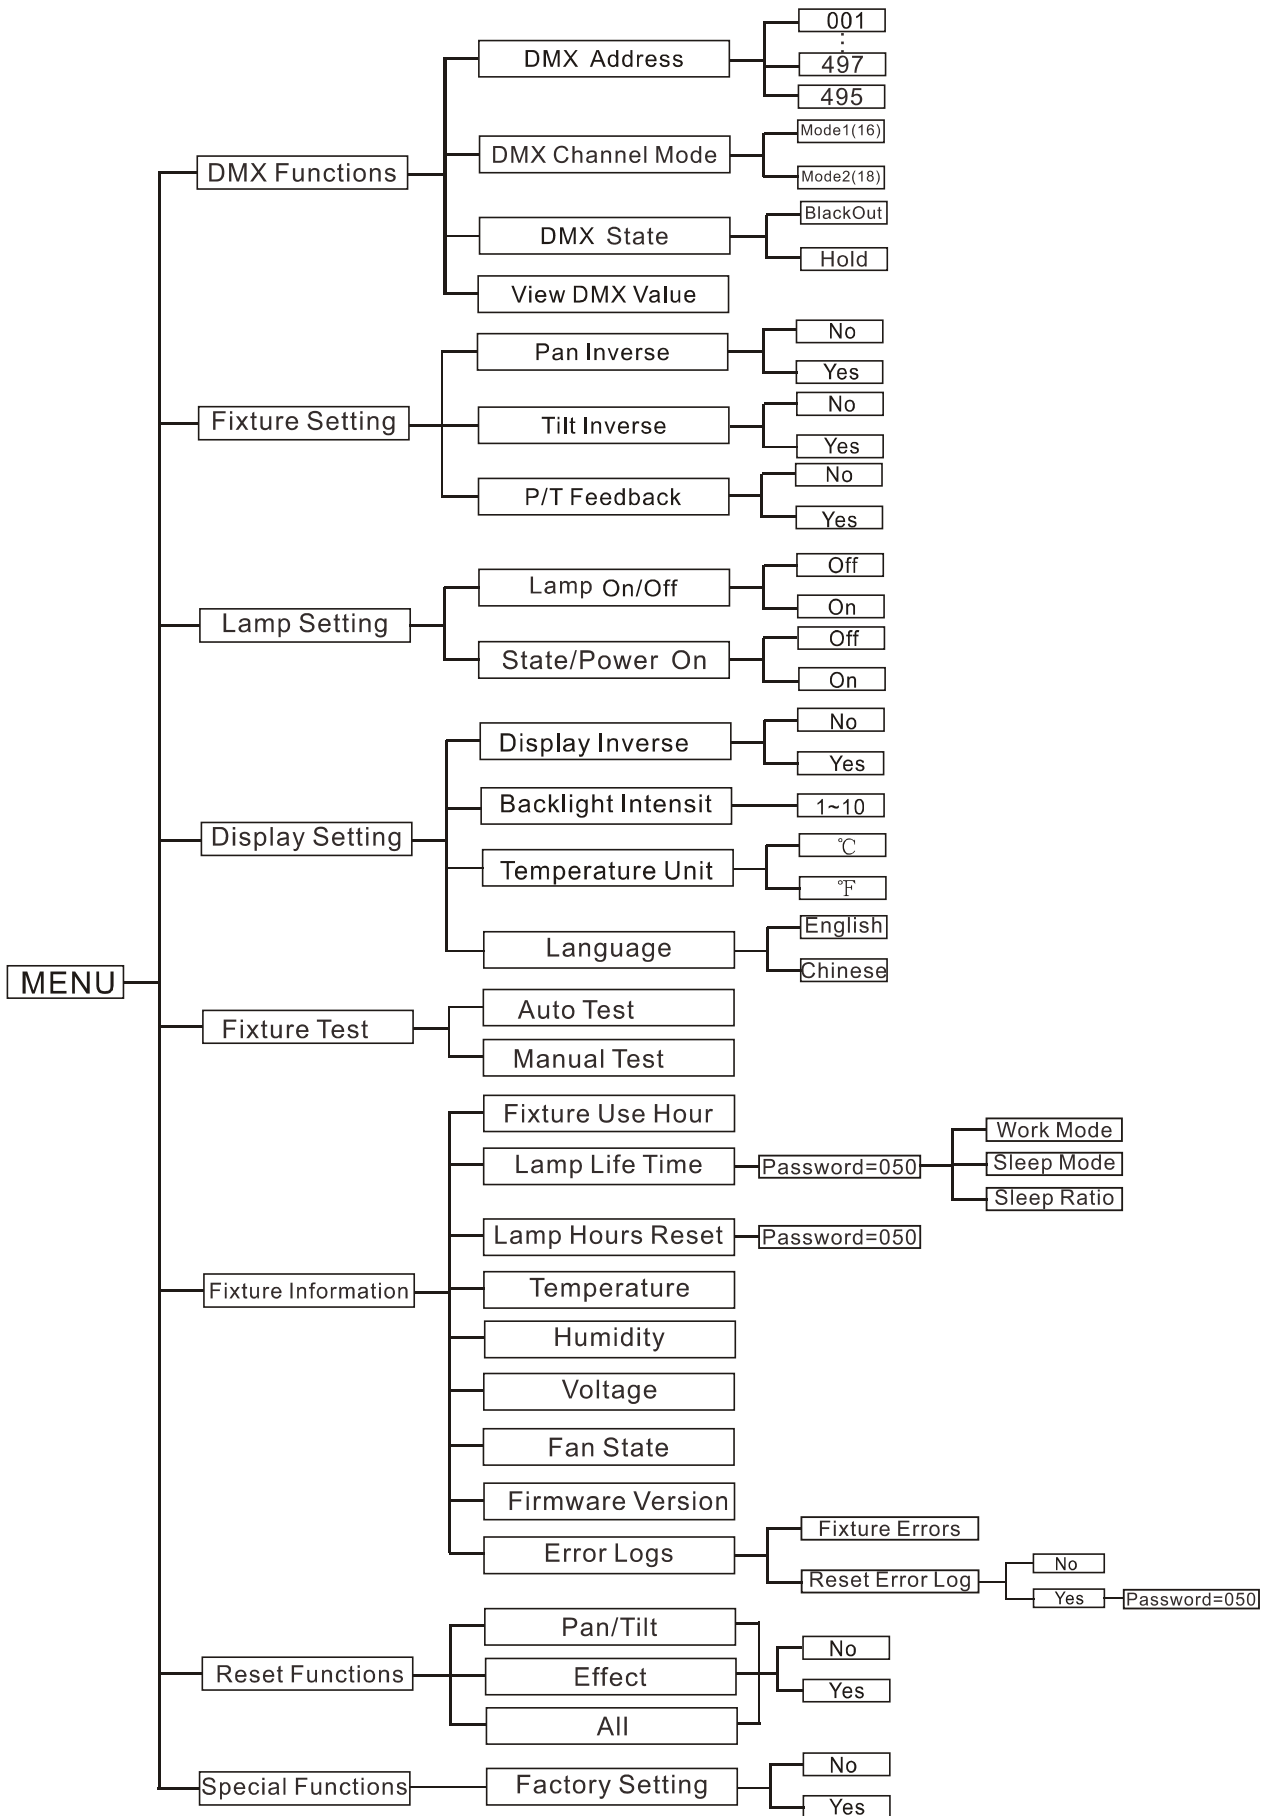 MENU
DMX Functions
DMX Address
001
497
495
DMX Channel Mode
Mode1(16)
Mode2(18)
DMX State
BlackOut
Hold
View DMX Value
Fixture Setting
Pan Inverse
No
Yes
Tilt Inverse
No
Yes
P/T Feedback
No
Yes
Lamp Setting
Lamp On/Off
Off
On
State/Power On
Off
On
Display Setting
Display Inverse
No
Yes
Backlight Intensit
1~10
Temperature Unit
℃
℉
Language
English
Chinese
Fixture Test
Auto Test
Manual Test
Fixture Information
Fixture Use Hour
Lamp Life Time
Password=050
Work Mode
Sleep Mode
Sleep Ratio
Lamp Hours Reset
Password=050
Temperature
Humidity
Voltage
Fan State
Firmware Version
Error Logs
Fixture Errors
Reset Error Log
No
Yes
Password=050
Reset Functions
Pan/Tilt
Effect
All
No
Yes
Special Functions
Factory Setting
No
Yes